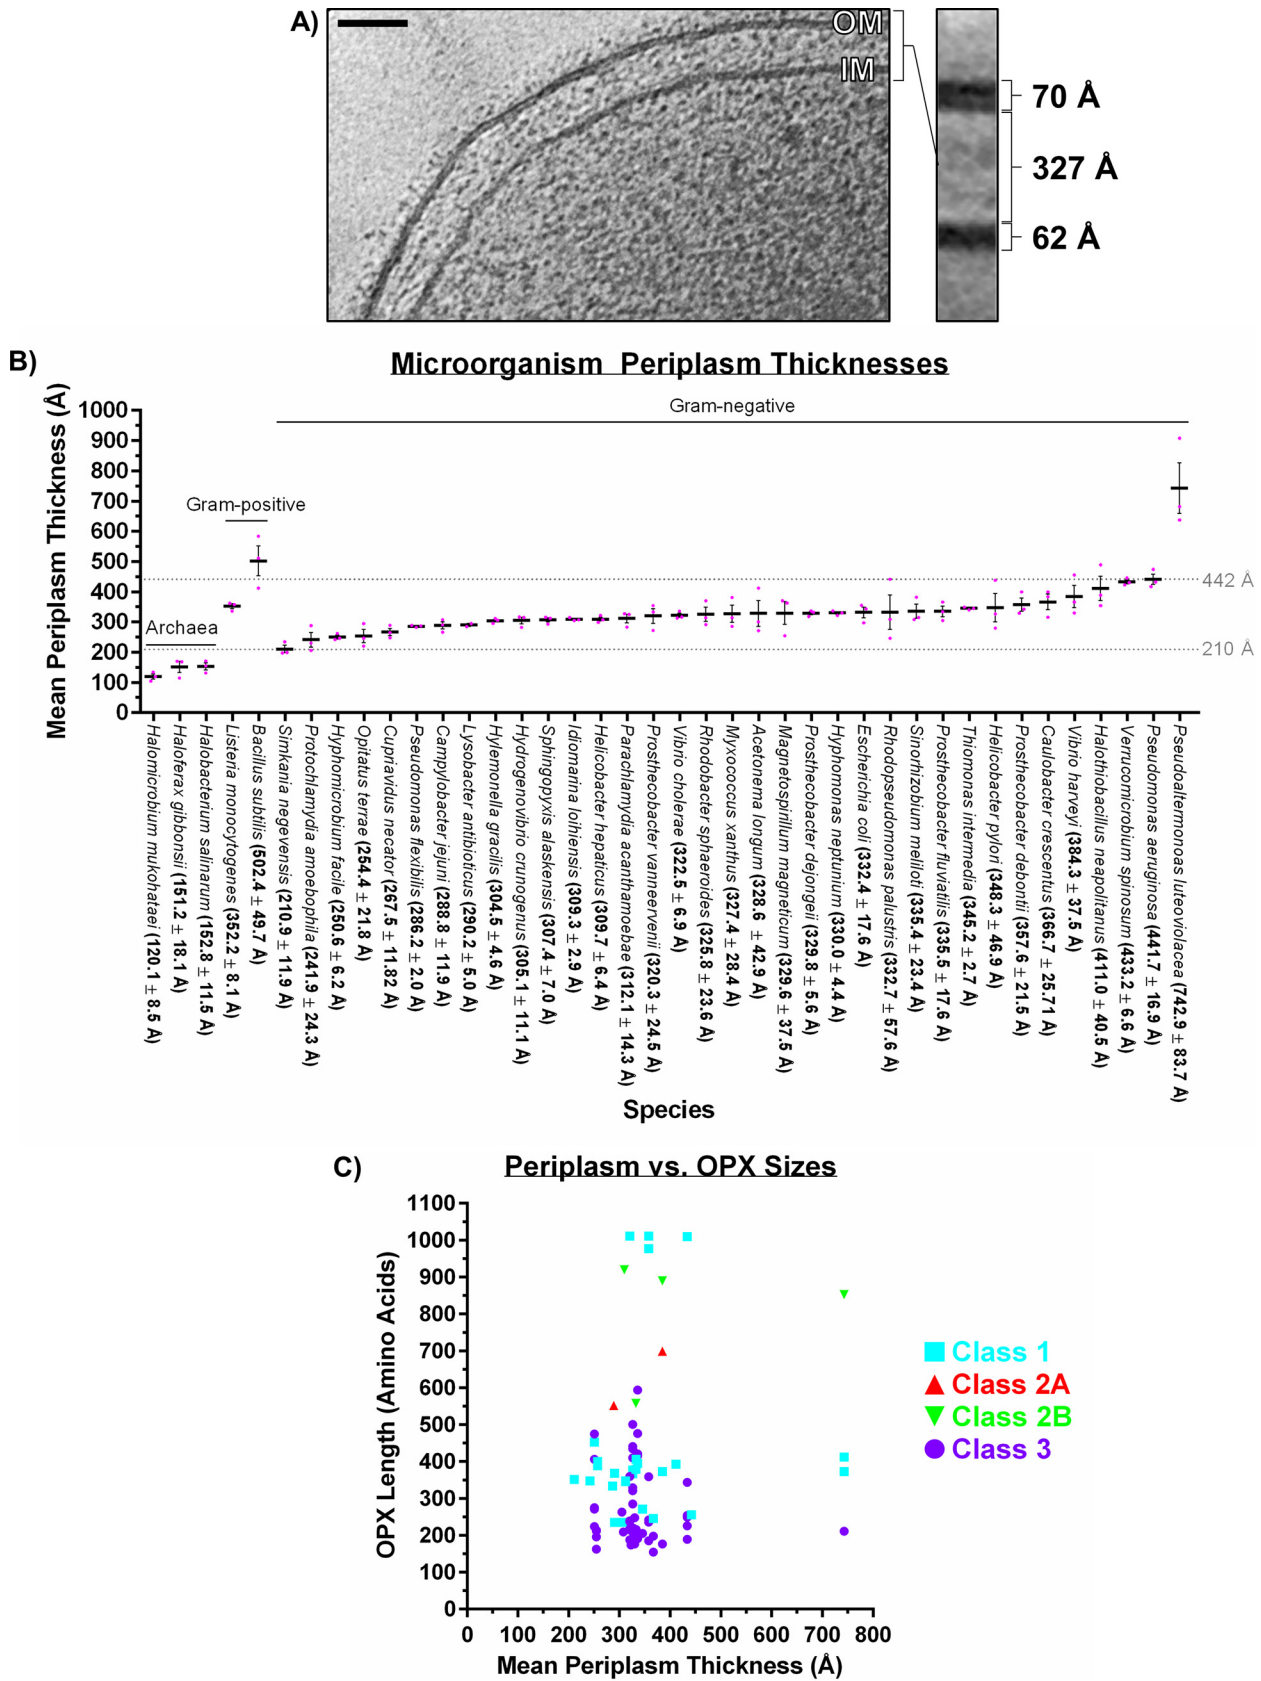 A)
OM
IM
70 Å
327 Å
62 Å
B)
Microorganism Periplasm Thicknesses
Mean Periplasm Thickness (Å)
1000
900
800
700
600
500
400
300
200
100
0
Archaea
Gram-positive
Gram-negative
442 Å
210 Å
Halomicrobium mukohataei (120.1 ± 8.5 Å)
Haloferax gibbonsii (151.2 ± 18.1 Å)
Halobacterium salinarum (152.8 ± 11.5 Å)
Listeria monocytogenes (352.2 ± 8.1 Å)
Bacillus subtilis (502.4 ± 49.7 Å)
Simkania negevensis (210.9 ± 11.9 Å)
Protochlamydia amoebophila (241.9 ± 24.3 Å)
Hyphomicrobium facile (250.6 ± 6.2 Å)
Opitatus terrae (254.4 ± 21.8 Å)
Cupriavidus necator (267.5 ± 11.82 Å)
Pseudomonas flexibilis (286.2 ± 2.0 Å)
Campylobacter jejuni (288.8 ± 11.9 Å)
Lysobacter antibioticus (290.2 ± 5.0 Å)
Hylemonella gracilis (304.5 ± 4.6 Å)
Hydrogenovibrio crunogenus (305.1 ± 11.1 Å)
Sphingopyxis alaskensis (307.4 ± 7.0 Å)
Idiomarina loihiensis (309.3 ± 2.9 Å)
Helicobacter hepaticus (309.7 ± 6.4 Å)
Parachlamydia acanthamoebae (312.1 ± 14.3 Å)
Prosthecobacter vanneervenii (320.3 ± 24.5 Å)
Vibrio cholerae (322.5 ± 6.9 Å)
Rhodobacter sphaeroides (325.8 ± 23.6 Å)
Myxococcus xanthus (327.4 ± 28.4 Å)
Acetonema longum (328.6 ± 42.9 Å)
Magnetospirillum magneticum (329.6 ± 37.5 Å)
Prosthecobacter dejongeii (329.8 ± 5.6 Å)
Hyphomonas neptunium (330.0 ± 4.4 Å)
Escherichia coli (332.4 ± 17.6 Å)
Rhodopseudomonas palustris (332.7 ± 57.6 Å)
Sinorhizobium meliloti (335.4 ± 23.4 Å)
Prosthecobacter fluviatilis (335.5 ± 17.6 Å)
Thiomonas intermedia (345.2 ± 2.7 Å)
Helicobacter pylori (348.3 ± 46.9 Å)
Prosthecobacter debontii (357.6 ± 21.5 Å)
Caulobacter crescentus (366.7 ± 25.71 Å)
Vibrio harveyi (384.3 ± 37.5 Å)
Halothiobacillus neapolitanus (411.0 ± 40.5 Å)
Verrucomicrobium spinosum (433.2 ± 6.6 Å)
Pseudomonas aeruginosa (441.7 ± 16.9 Å)
Pseudoaltermonoas luteoviolacea (742.9 ± 83.7 Å)
Species
C)
Periplasm vs. OPX Sizes
OPX Length (Amino Acids)
1100
1000
900
800
700
600
500
400
300
200
100
0
0 100 200 300 400 500 600 700 800
Mean Periplasm Thickness (Å)
Class 1
Class 2A
Class 2B
Class 3